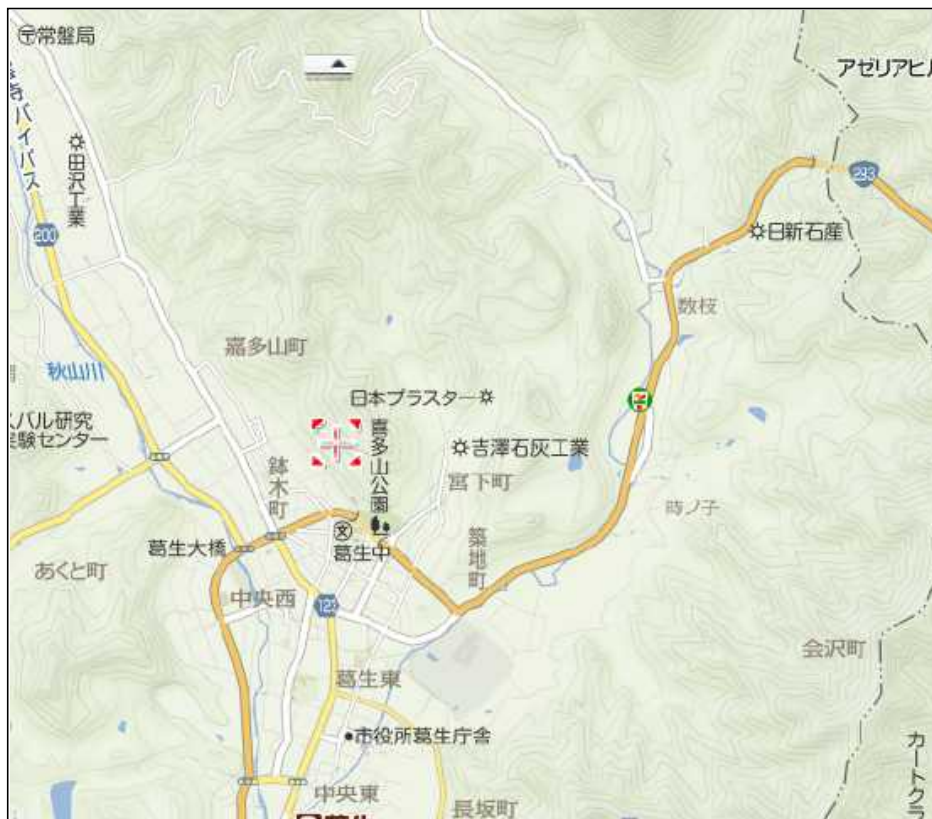 〒常盤局
アゼリアヒル
寺バイパス
田沢工業
200
293
日新石産
数桜
嘉多山町
秋山川
日本プラスター
スバル研究
実験センター
喜多山公園
吉澤石灰工業
宮下町
鉢木町
時ノ子
文
葛生中
築地町
葛生大橋
あくと町
中央西
123
会沢町
葛生東
市役所葛生庁舎
カートクラ
中央東
長坂町